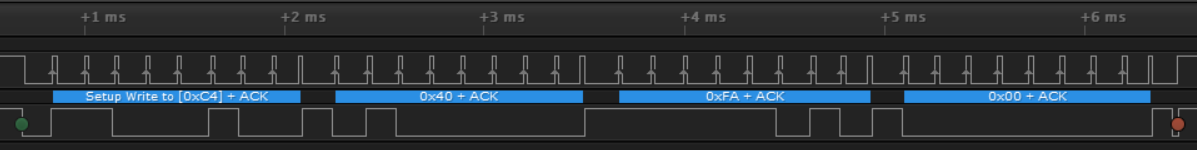 +1 ms +2 ms +3 ms +4 ms +5 ms +6 ms
Setup Write to [0xC4] + ACK 0x40 + ACK 0xFA + ACK 0x00 + ACK